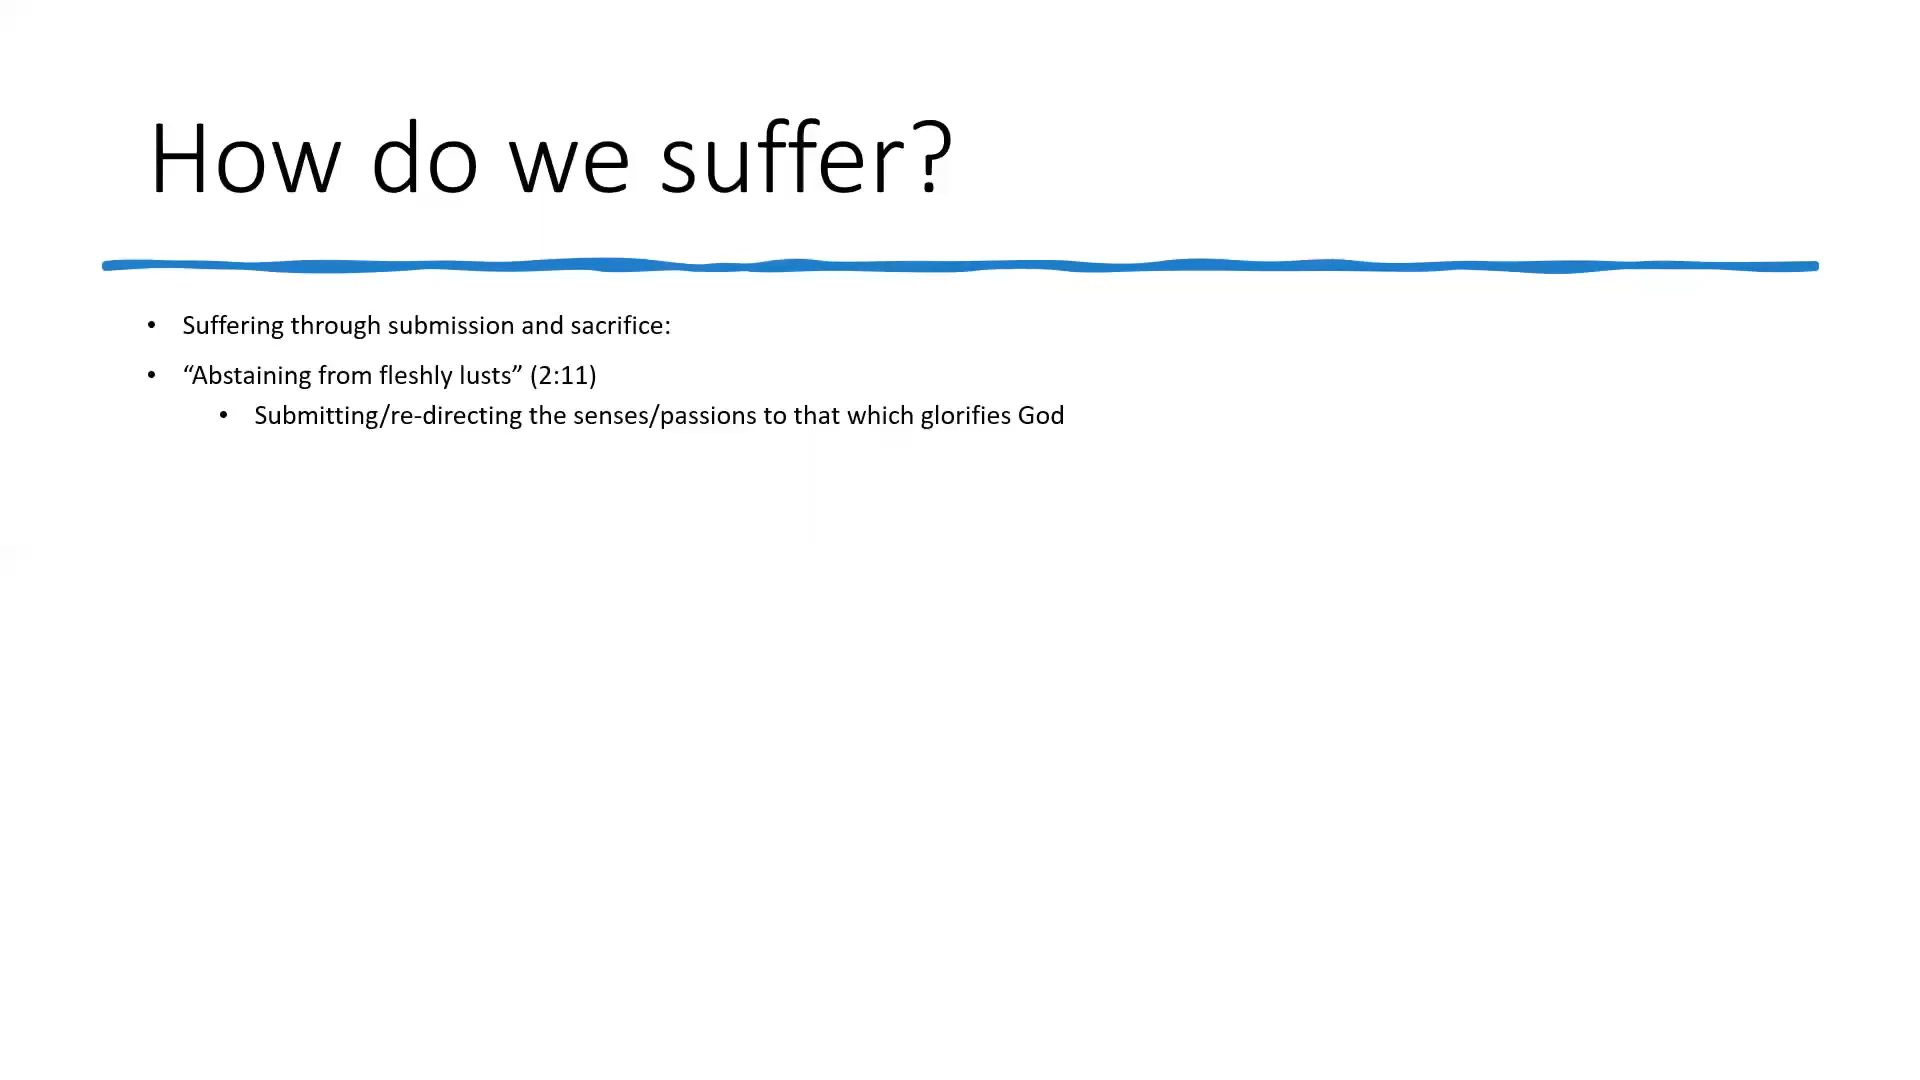 How do we suffer?
• Suffering through submission and sacrifice:
• “Abstaining from fleshly lusts” (2:11)
• Submitting/re-directing the senses/passions to that which glorifies God